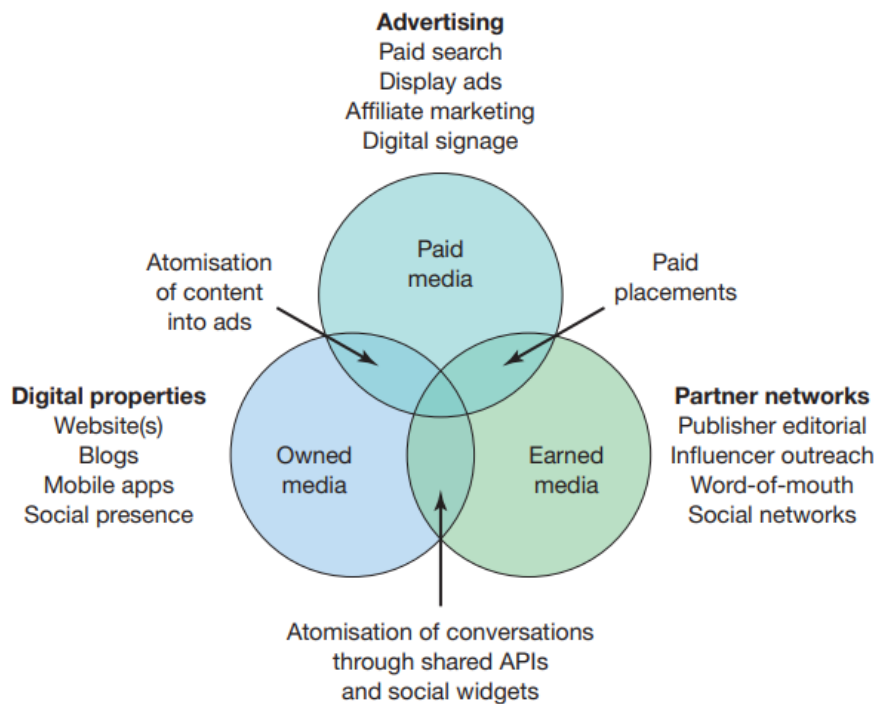 Advertising
Paid search
Display ads
Affiliate marketing
Digital signage
Paid
media
Atomisation
of content
into ads
Paid
placements
Digital properties
Website(s)
Blogs
Mobile apps
Social presence
Owned
media
Earned
media
Partner networks
Publisher editorial
Influencer outreach
Word-of-mouth
Social networks
Atomisation of conversations
through shared APIs
and social widgets